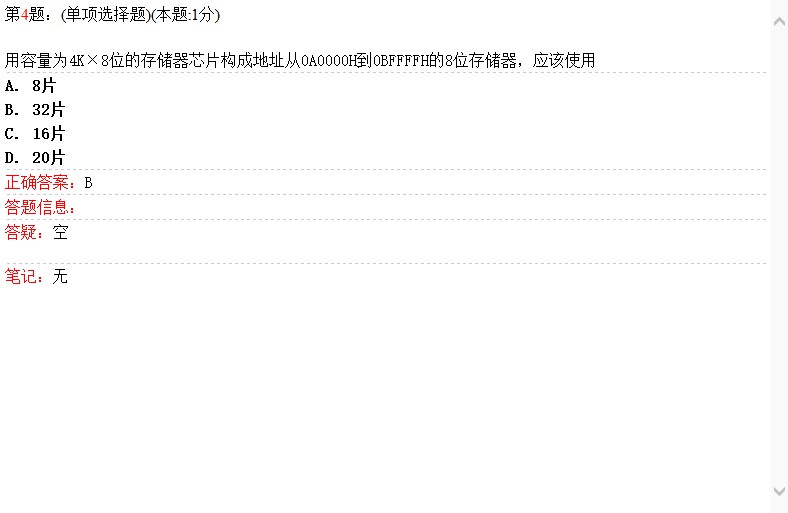 第4题：(单项选择题)(本题:1分)
用容量为4K×8位的存储器芯片构成地址从0A0000H到0BFFFFH的8位存储器，应该使用
A. 8片
B. 32片
C. 16片
D. 20片
正确答案：B
答题信息：
答疑：空
笔记：无